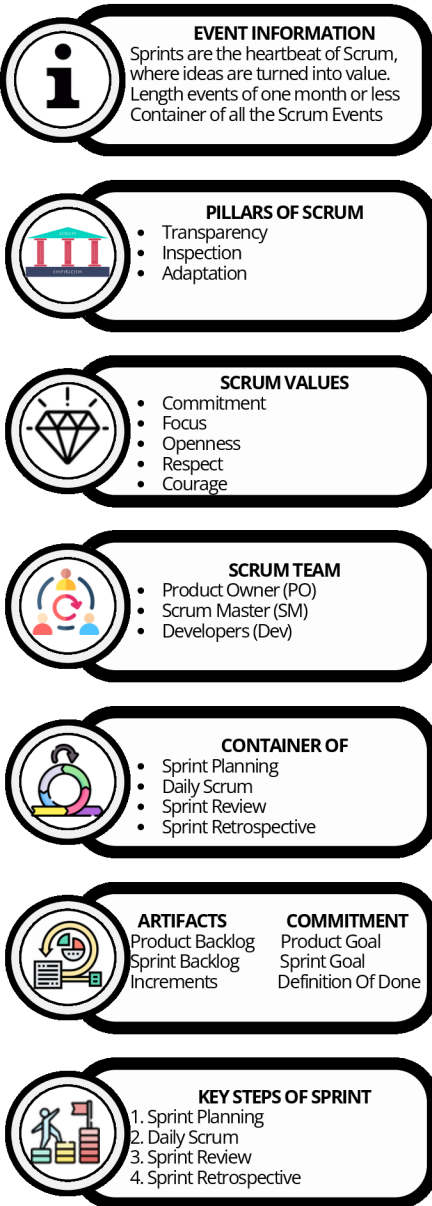 EVENT INFORMATION
Sprints are the heartbeat of Scrum,
where ideas are turned into value.
Length events of one month or less
Container of all the Scrum Events
PILLARS OF SCRUM
SCRUM
EMPIRICISM
• Transparency
• Inspection
• Adaptation
SCRUM VALUES
• Commitment
• Focus
• Openness
• Respect
• Courage
SCRUM TEAM
• Product Owner (PO)
• Scrum Master (SM)
• Developers (Dev)
CONTAINER OF
• Sprint Planning
• Daily Scrum
• Sprint Review
• Sprint Retrospective
ARTIFACTS COMMITMENT
Product Backlog Product Goal
Sprint Backlog Sprint Goal
Increments Definition Of Done
KEY STEPS OF SPRINT
1. Sprint Planning
2. Daily Scrum
3. Sprint Review
4. Sprint Retrospective